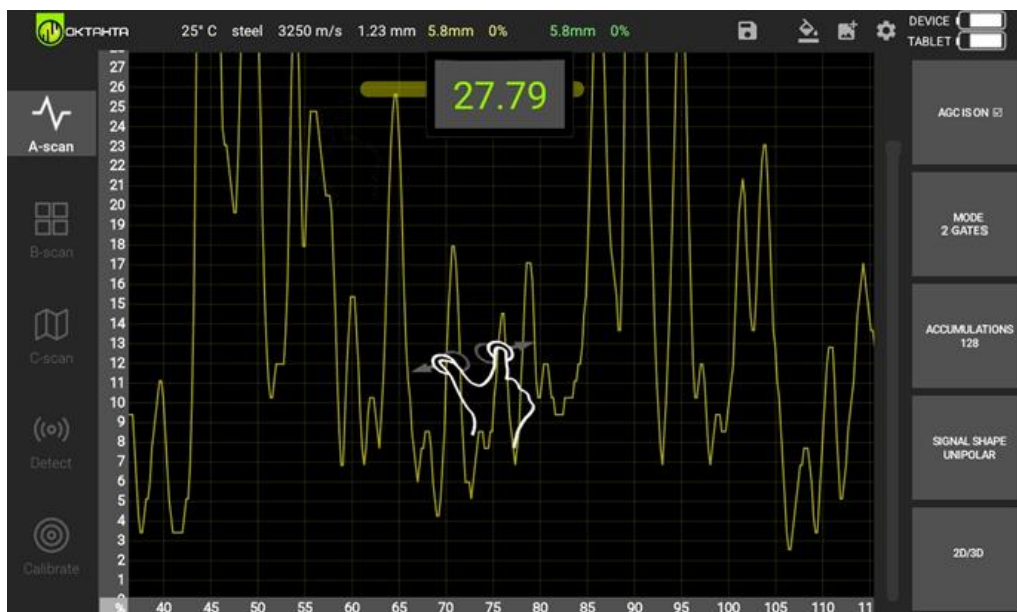 ОКТАНТА
25° C steel 3250 m/s 1.23 mm 5.8mm 0% 5.8mm 0%
DEVICE
TABLET
27.79
A-scan
B-scan
C-scan
Detect
Calibrate
AGC IS ON
MODE
2 GATES
ACCUMULATIONS
128
SIGNAL SHAPE
UNIPOLAR
2D/3D
27
26
25
24
23
22
21
20
19
18
17
16
15
14
13
12
11
10
9
8
7
6
5
4
3
2
1
% 40 45 50 55 60 65 70 75 80 85 90 95 100 105 110 11